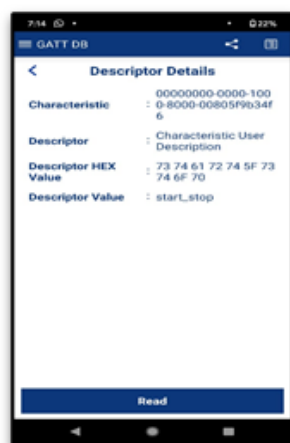 7:14 22%
GATT DB
Descriptor Details
Characteristic : 00000000-0000-100
0-8000-00805f9b34f
6
Descriptor : Characteristic User
Description
Descriptor HEX : 73 74 61 72 74 5F 73
Value 74 6F 70
Descriptor Value : start_stop
Read